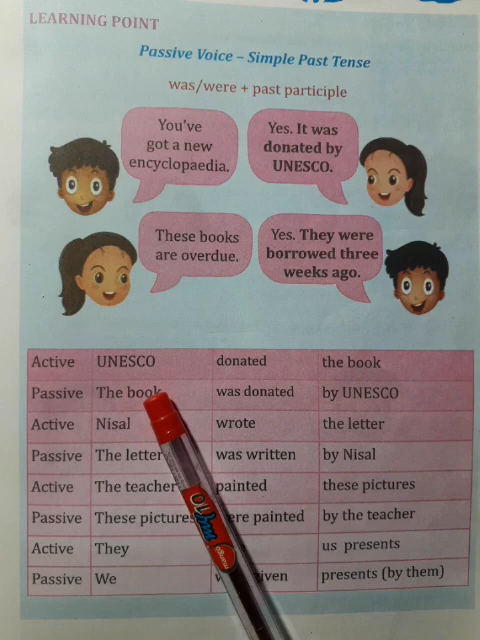 LEARNING POINT
Passive Voice – Simple Past Tense
was/were + past participle
You've
got a new
encyclopaedia.
Yes. It was
donated by
UNESCO.
These books
are overdue.
Yes. They were
borrowed three
weeks ago.
Active UNESCO donated the book
Passive The book was donated by UNESCO
Active Nisal wrote the letter
Passive The letter was written by Nisal
Active The teacher painted these pictures
Passive These pictures painted by the teacher
Active They us presents
Passive We presents (by them)